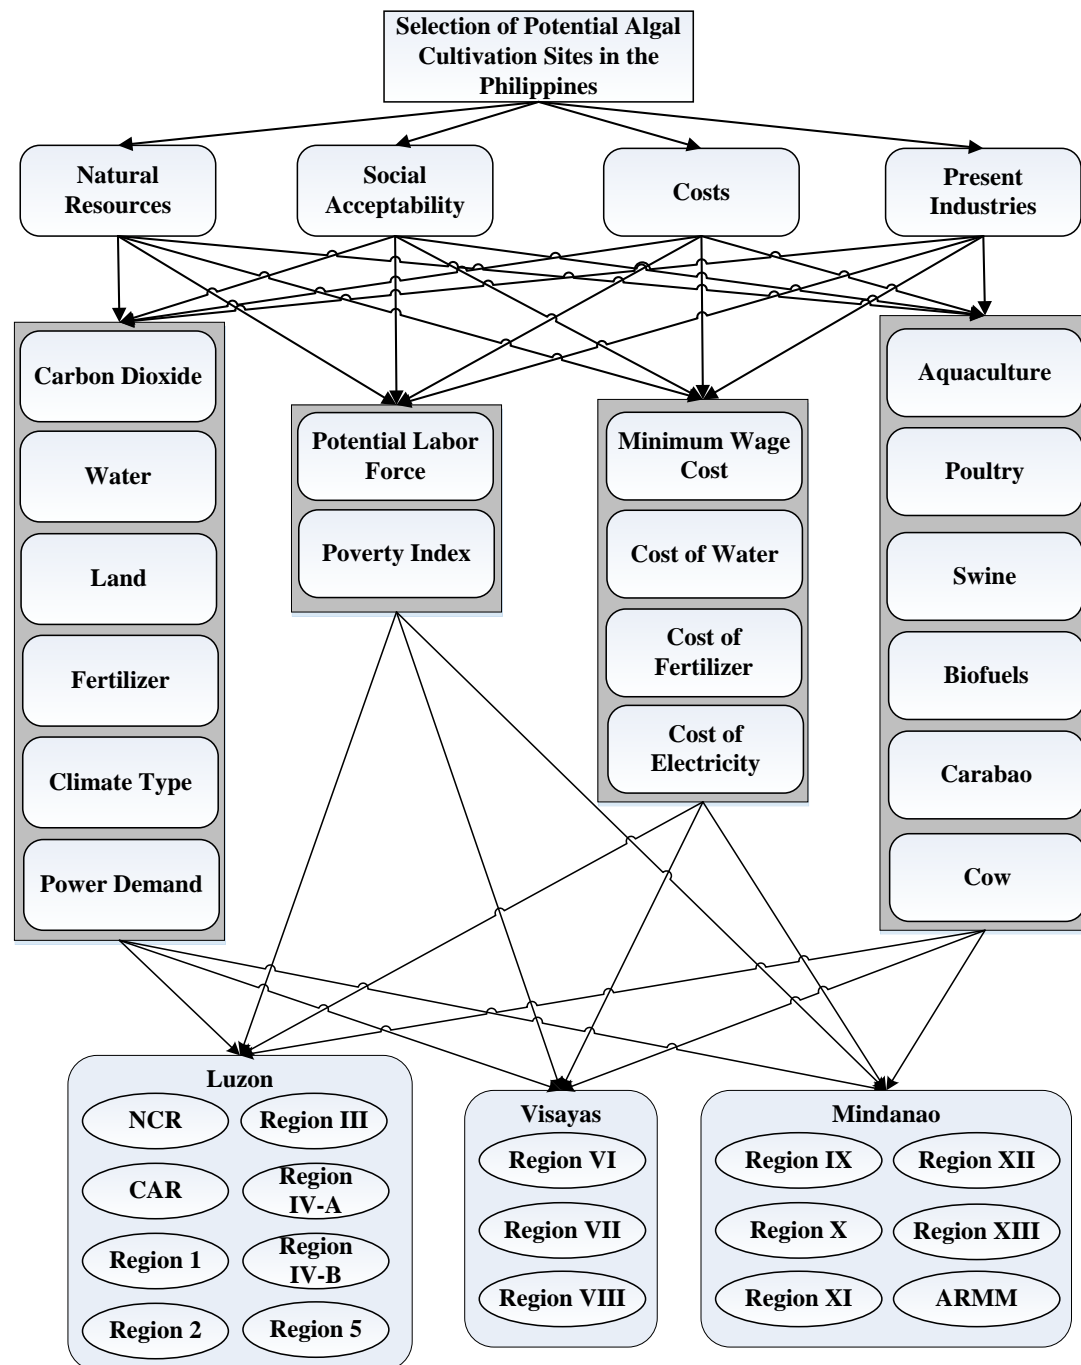 Selection of Potential Algal
Cultivation Sites in the
Philippines
Natural
Resources
Social
Acceptability
Costs
Present
Industries
Carbon Dioxide
Water
Land
Fertilizer
Climate Type
Power Demand
Potential Labor
Force
Poverty Index
Minimum Wage
Cost
Cost of Water
Cost of
Fertilizer
Cost of
Electricity
Aquaculture
Poultry
Swine
Biofuels
Carabao
Cow
Luzon
NCR
Region III
CAR
Region
IV-A
Region 1
Region
IV-B
Region 2
Region 5
Visayas
Region VI
Region VII
Region VIII
Mindanao
Region IX
Region XII
Region X
Region XIII
Region XI
ARMM